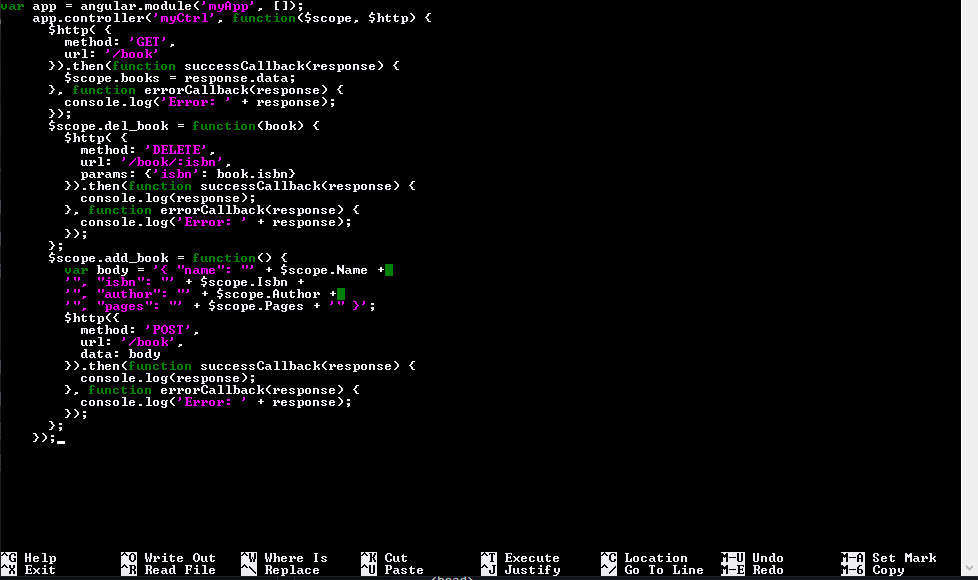 var app = angular.module('myApp', []);
    app.controller('myCtrl', function($scope, $http) {
      $http( {
        method: 'GET',
        url: '/book'
      }).then(function successCallback(response) {
        $scope.books = response.data;
      }, function errorCallback(response) {
        console.log('Error: ' + response);
      });
      $scope.del_book = function(book) {
        $http( {
          method: 'DELETE',
          url: '/book/:isbn',
          params: {'isbn': book.isbn}
        }).then(function successCallback(response) {
          console.log(response);
        }, function errorCallback(response) {
          console.log('Error: ' + response);
        });
      };
      $scope.add_book = function() {
        var body = '{ "name": "' + $scope.Name +
        '", "isbn": "' + $scope.Isbn +
        '", "author": "' + $scope.Author +
        '", "pages": "' + $scope.Pages + '" }';
        $http({
          method: 'POST',
          url: '/book',
          data: body
        }).then(function successCallback(response) {
          console.log(response);
        }, function errorCallback(response) {
          console.log('Error: ' + response);
        });
      };
    });
^G Help ^O Write Out ^W Where Is ^K Cut ^T Execute ^C Location M-U Undo M-A Set Mark
^X Exit ^R Read File ^\ Replace ^U Paste ^J Justify ^/ Go To Line M-E Redo M-6 Copy